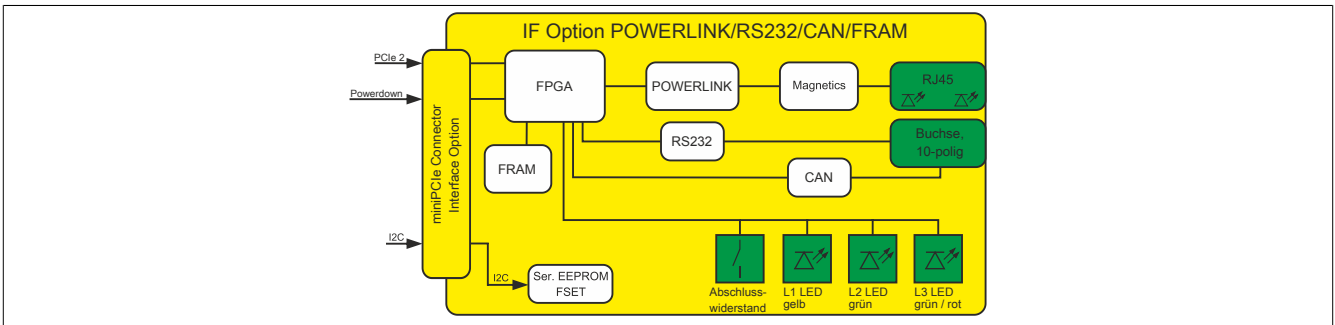 IF Option POWERLINK/RS232/CAN/FRAM
PCIe 2
Powerdown
I2C
miniPCIe Connector
Interface Option
FPGA
POWERLINK
Magnetics
RJ45
RS232
Buchse,
10-polig
FRAM
CAN
I2C
Ser. EEPROM
FSET
Abschluss-
widerstand
L1 LED
gelb
L2 LED
grün
L3 LED
grün / rot